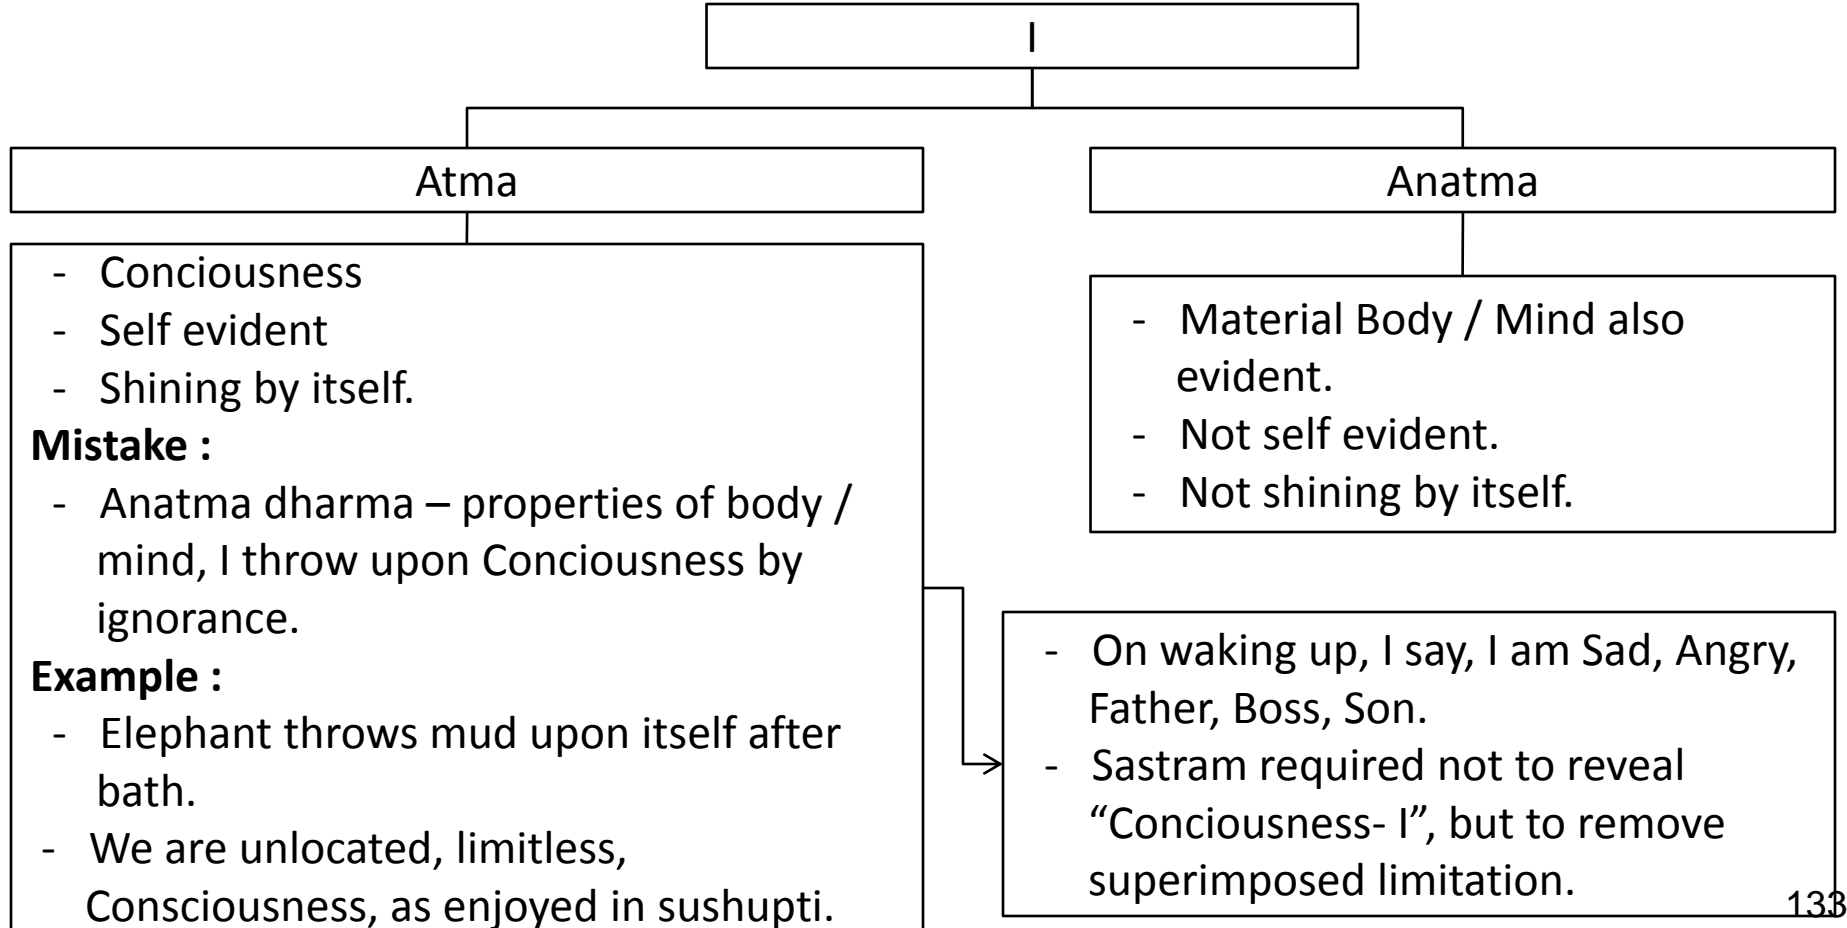 I
Atma
- Conciousness
- Self evident
- Shining by itself.
Mistake :
- Anatma dharma – properties of body /
mind, I throw upon Conciousness by
ignorance.
Example :
- Elephant throws mud upon itself after
bath.
- We are unlocated, limitless,
Consciousness, as enjoyed in sushupti.
Anatma
- Material Body / Mind also
evident.
- Not self evident.
- Not shining by itself.
- On waking up, I say, I am Sad, Angry,
Father, Boss, Son.
- Sastram required not to reveal
“Conciousness- I”, but to remove
superimposed limitation.
133